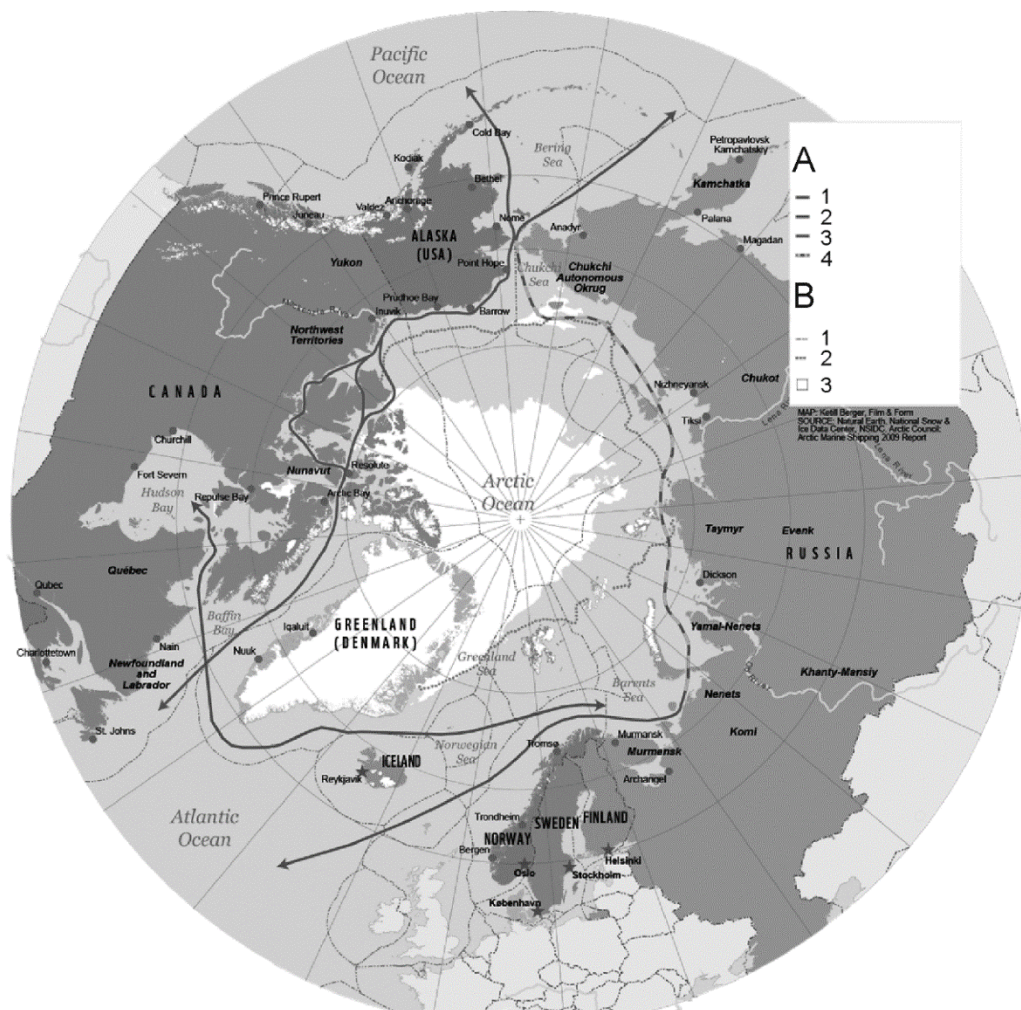 Pacific
Ocean
Cold Bay
Bering
Sea
Petropavlovsk
Kamchatskiy
Kamchatka
Kodiak
Bethel
Prince Rupert
Juneau
Valdez
Anchorage
Palana
Magadan
Nome
Anadyr
ALASKA
(USA)
Yukon
Point Hope
Chukchi
Sea
Chukchi
Autonomous
Okrug
Prudhoe Bay
Inuvik
Barrow
Northwest
Territories
A
1
2
3
4
B
1
2
3
MAP: Ketill Berger, Film & Form
SOURCE: Natural Earth, National Snow &
Ice Data Center, NSIDC, Arctic Council;
Arctic Marine Shipping 2009 Report
Nizhneyansk
Chukot
Tiksi
Lena
River
CANADA
Churchill
Fort Severn
Hudson
Bay
Repulse Bay
Nunavut
Resolute
Arctic Bay
Arctic
Ocean
Taymyr
Evenk
RUSSIA
Québec
Qubec
Dickson
Baffin
Bay
Iqaluit
GREENLAND
(DENMARK)
Yamal-Nenets
Charlottetown
Nain
Nuuk
Greenland
Sea
Newfoundland
and
Labrador
Barents
Sea
Nenets
Khanty-Mansiy
St. Johns
Komi
Norwegian
Sea
Tromsø
Murmansk
Murmansk
ICELAND
Reykjavik
Archangel
Atlantic
Ocean
Trondheim
NORWAY
SWEDEN
FINLAND
Bergen
Oslo
Helsinki
Stockholm
København